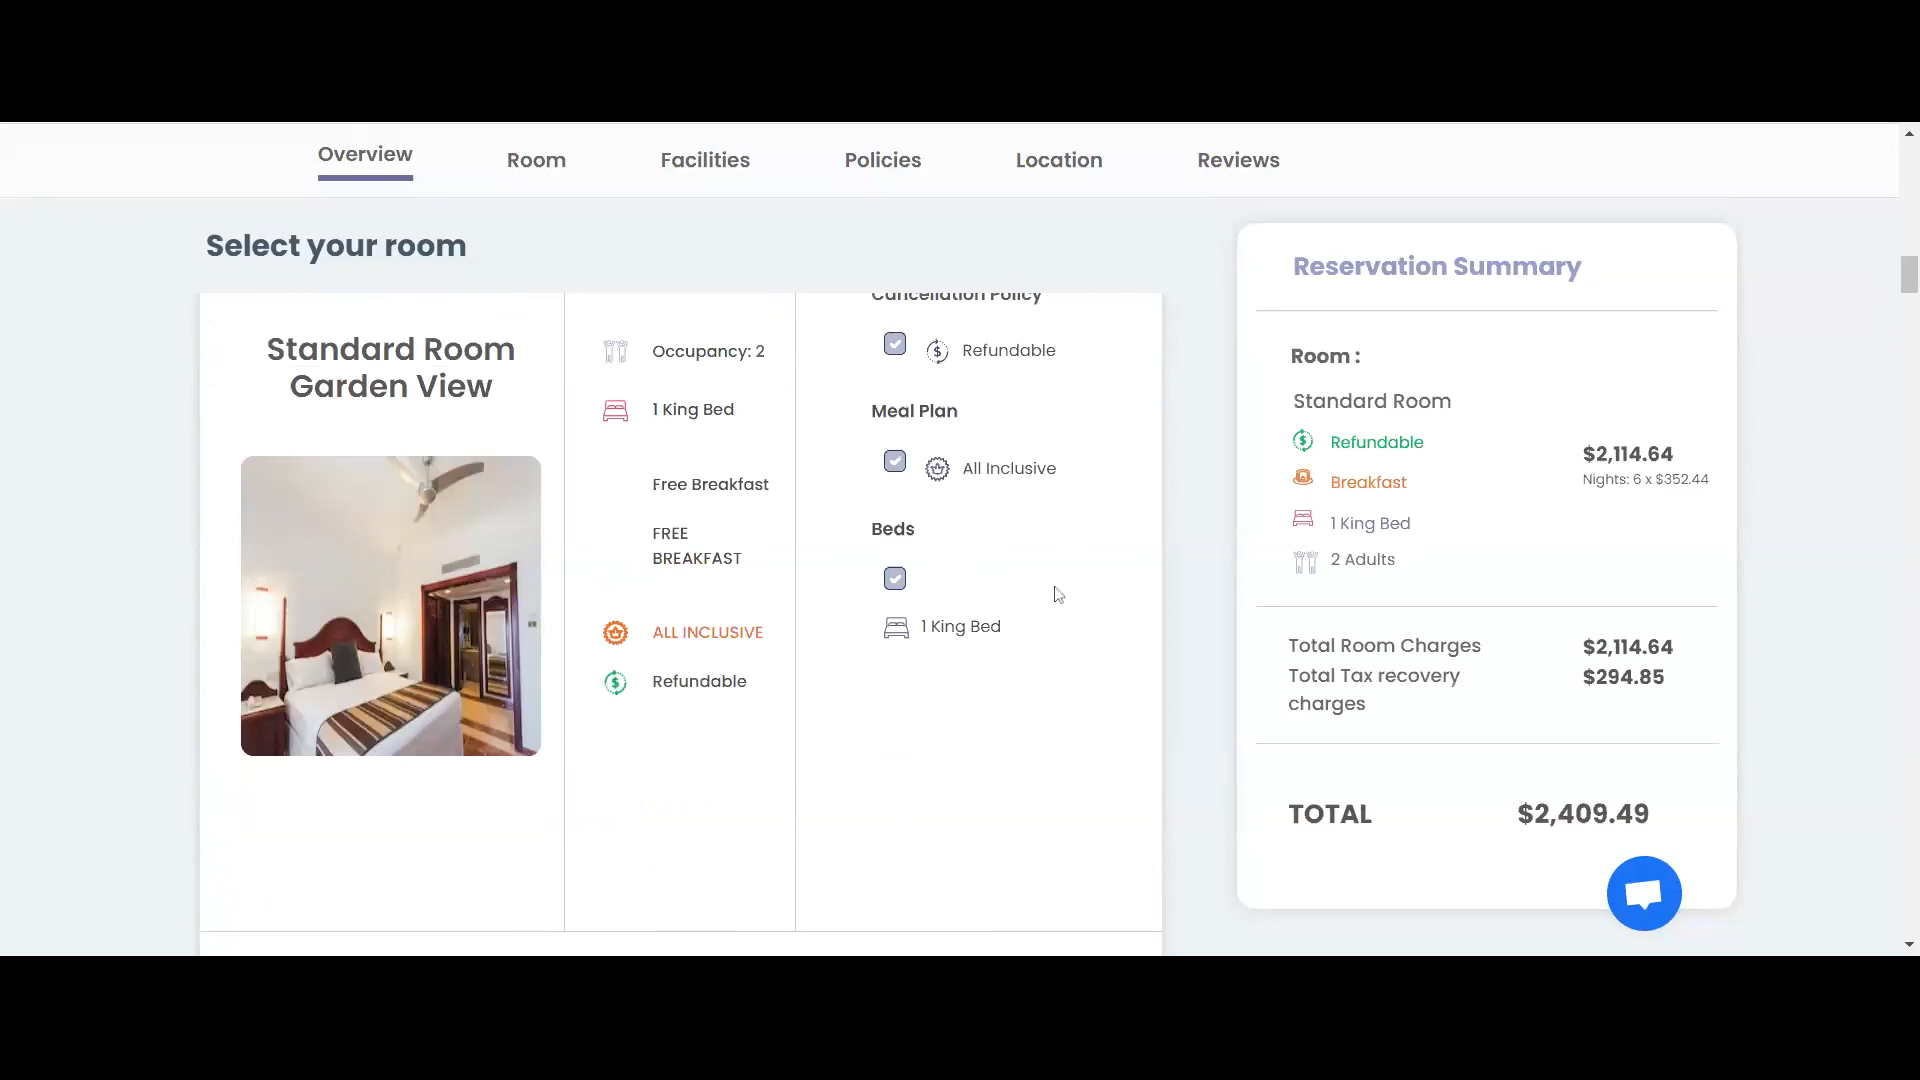 Overview
Room
Facilities
Policies
Location
Reviews
Select your room
Standard Room
Garden View
Occupancy: 2
1 King Bed
Free Breakfast
FREE
BREAKFAST
ALL INCLUSIVE
Refundable
Cancellation Policy
Refundable
Meal Plan
All Inclusive
Beds
1 King Bed
Reservation Summary
Room :
Standard Room
Refundable
Breakfast
1 King Bed
2 Adults
$2,114.64
Nights: 6 x $352.44
Total Room Charges
$2,114.64
Total Tax recovery
charges
$294.85
TOTAL
$2,409.49